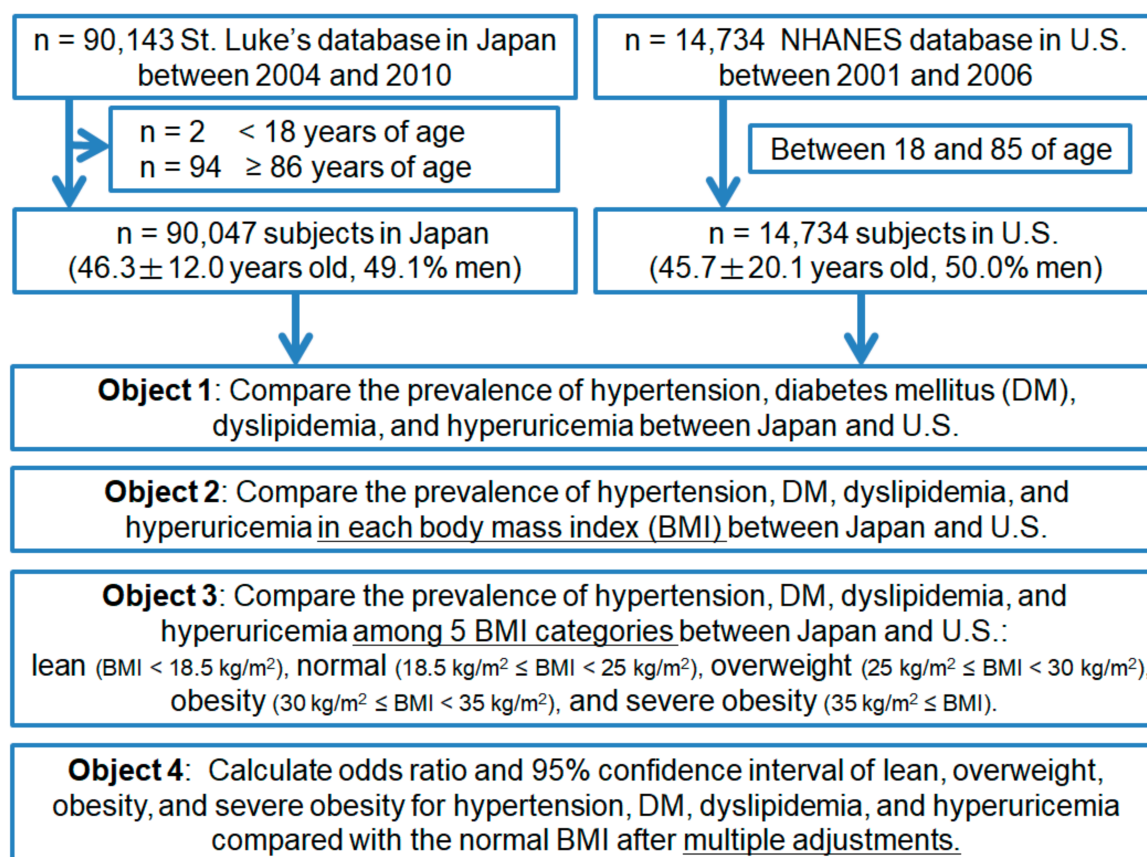 n = 90,143 St. Luke's database in Japan
between 2004 and 2010
n = 14,734 NHANES database in U.S.
between 2001 and 2006
n = 2 < 18 years of age
n = 94 ≥ 86 years of age
Between 18 and 85 of age
n = 90,047 subjects in Japan
(46.3±12.0 years old, 49.1% men)
n = 14,734 subjects in U.S.
(45.7±20.1 years old, 50.0% men)
Object 1: Compare the prevalence of hypertension, diabetes mellitus (DM),
dyslipidemia, and hyperuricemia between Japan and U.S.
Object 2: Compare the prevalence of hypertension, DM, dyslipidemia, and
hyperuricemia in each body mass index (BMI) between Japan and U.S.
Object 3: Compare the prevalence of hypertension, DM, dyslipidemia, and
hyperuricemia among 5 BMI categories between Japan and U.S.:
lean (BMI < 18.5 kg/m²), normal (18.5 kg/m² ≤ BMI < 25 kg/m²), overweight (25 kg/m² ≤ BMI < 30 kg/m²),
obesity (30 kg/m² ≤ BMI < 35 kg/m²), and severe obesity (35 kg/m² ≤ BMI).
Object 4: Calculate odds ratio and 95% confidence interval of lean, overweight,
obesity, and severe obesity for hypertension, DM, dyslipidemia, and hyperuricemia
compared with the normal BMI after multiple adjustments.